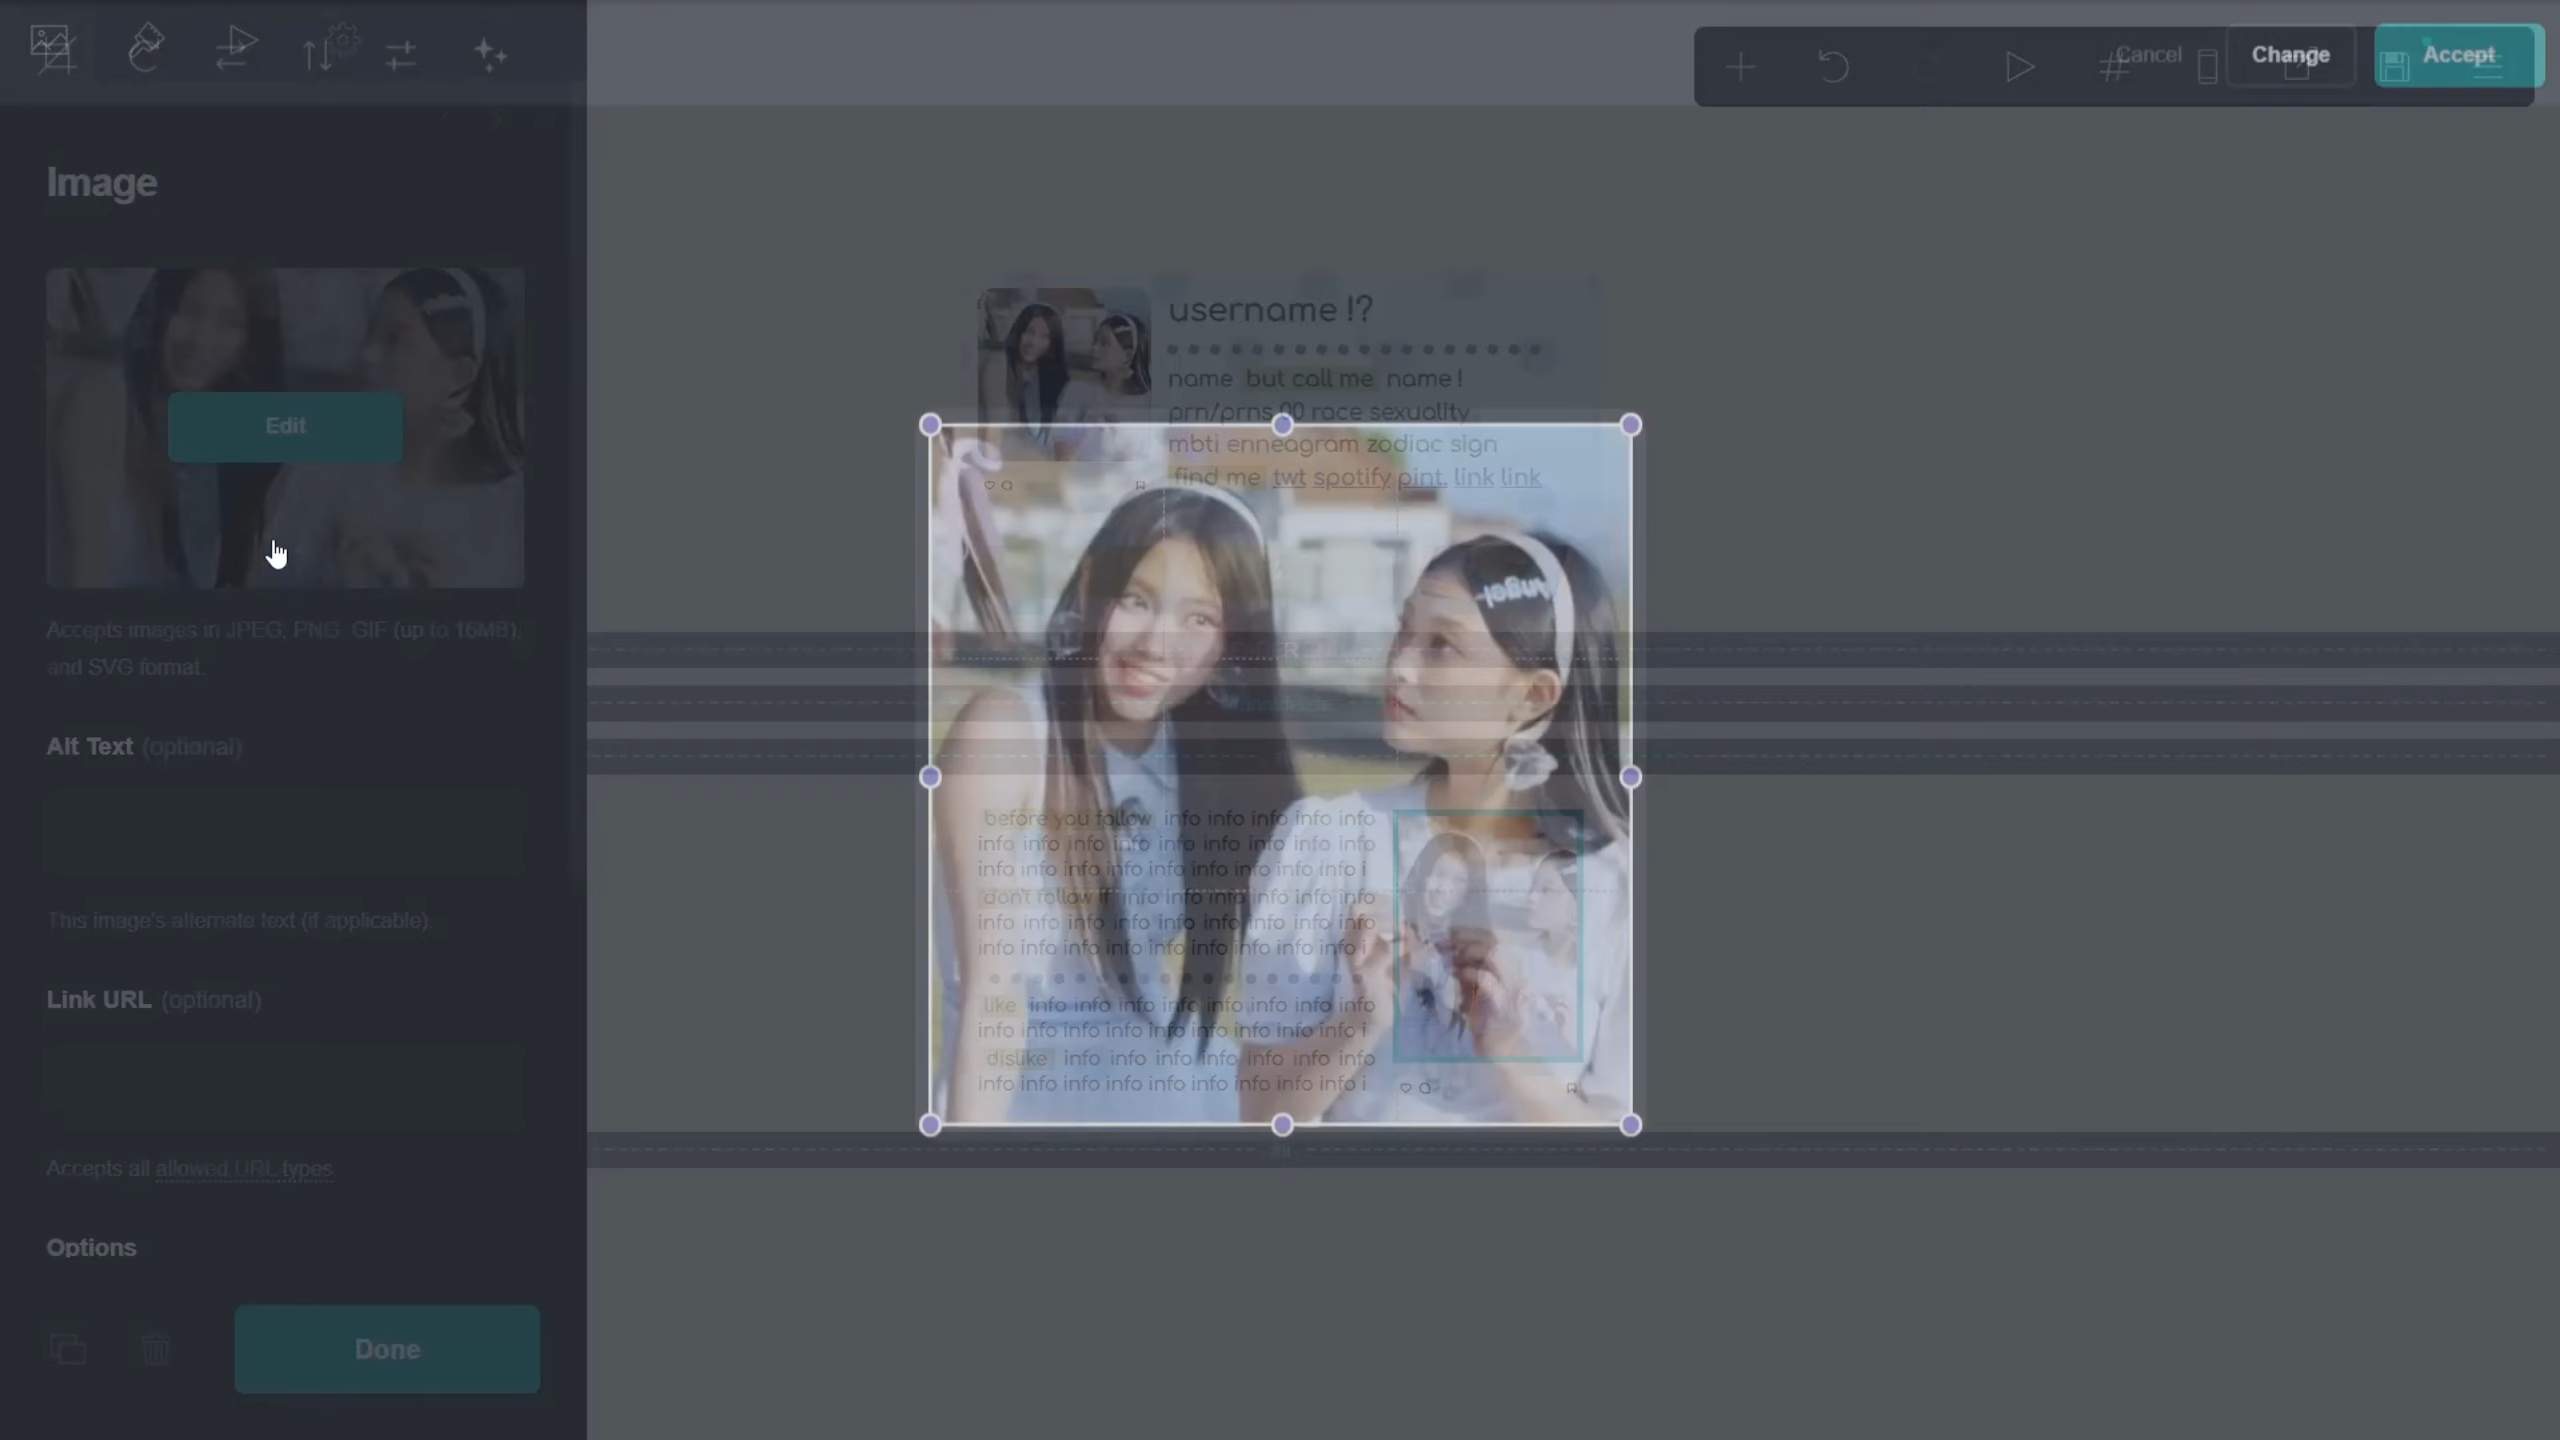 Cancel
Change
Accept
Image
Edit
Accepts images in JPEG, PNG, GIF (up to 16MB),
and SVG format.
Alt Text (optional)
This image's alternate text (if applicable).
Link URL (optional)
Accepts all allowed URL types
Options
Done
username !?
name but call me name !
prn/prns 00 race sexuality
mbti enneagram zodiac sign
find me twt spotify pint. link link
Angel
before you follow info info info info info
info info info info info info info info info
info info info info info info info info info i
don't follow if info info info info info info
info info info info info info info info info
info info info info info info info info info i
like info info info info info info info info
info info info info info info info info info i
dislike info info info info info info info
info info info info info info info info info i